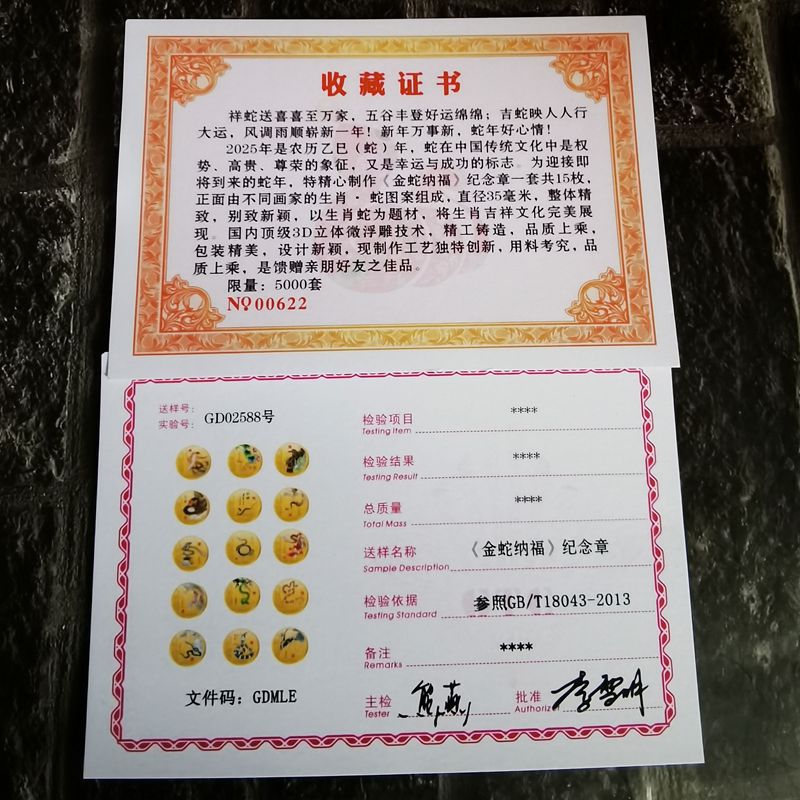 收藏证书
祥蛇送喜喜至万家，五谷丰登好运绵绵；吉蛇映人人行
大运，风调雨顺崭新一年！新年万事新，蛇年好心情！
2025年是农历乙巳（蛇）年，蛇在中国传统文化中是权
势、高贵、尊荣的象征，又是幸运与成功的标志。为迎接即
将到来的蛇年，特精心制作《金蛇纳福》纪念章一套共15枚，
正面由不同画家的生肖·蛇图案组成，直径35毫米，整体精
致，别致新颖，以生肖蛇为题材，将生肖吉祥文化完美展
现。国内顶级3D立体微浮雕技术，精工铸造，品质上乘，
包装精美，设计新颖，现制作工艺独特创新，用料考究，品
质上乘，是馈赠亲朋好友之佳品。
限量：5000套
NO 00622
送样号：
实验号：
GD02588号
检验项目 ****
Testing Item
检验结果 ****
Testing Result
总质量 ****
Total Mass
送样名称 《金蛇纳福》纪念章
Sample Description
检验依据 参照GB/T18043-2013
Testing Standard
备注 ****
Remarks
文件码：GDMLE
主检
Tester
批准
Authorizer